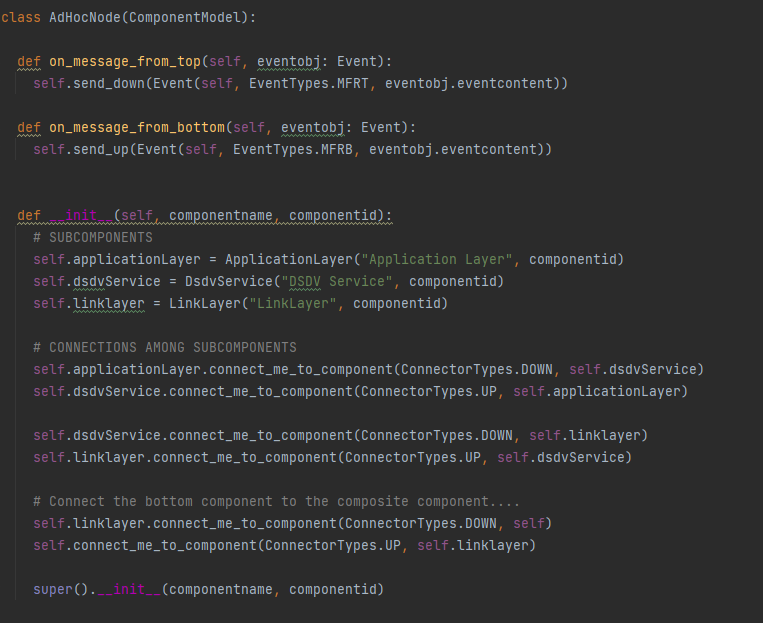 class AdHocNode(ComponentModel):
def on_message_from_top(self, eventobj: Event):
self.send_down(Event(self, EventTypes.MFRT, eventobj.eventcontent))
def on_message_from_bottom(self, eventobj: Event):
self.send_up(Event(self, EventTypes.MFRB, eventobj.eventcontent))
def __init__(self, componentname, componentid):
# SUBCOMPONENTS
self.applicationLayer = ApplicationLayer("Application Layer", componentid)
self.dsdvService = DsdvService("DSDV Service", componentid)
self.linklayer = LinkLayer("LinkLayer", componentid)
# CONNECTIONS AMONG SUBCOMPONENTS
self.applicationLayer.connect_me_to_component(ConnectorTypes.DOWN, self.dsdvService)
self.dsdvService.connect_me_to_component(ConnectorTypes.UP, self.applicationLayer)
self.dsdvService.connect_me_to_component(ConnectorTypes.DOWN, self.linklayer)
self.linklayer.connect_me_to_component(ConnectorTypes.UP, self.dsdvService)
# Connect the bottom component to the composite component....
self.linklayer.connect_me_to_component(ConnectorTypes.DOWN, self)
self.connect_me_to_component(ConnectorTypes.UP, self.linklayer)
super().__init__(componentname, componentid)